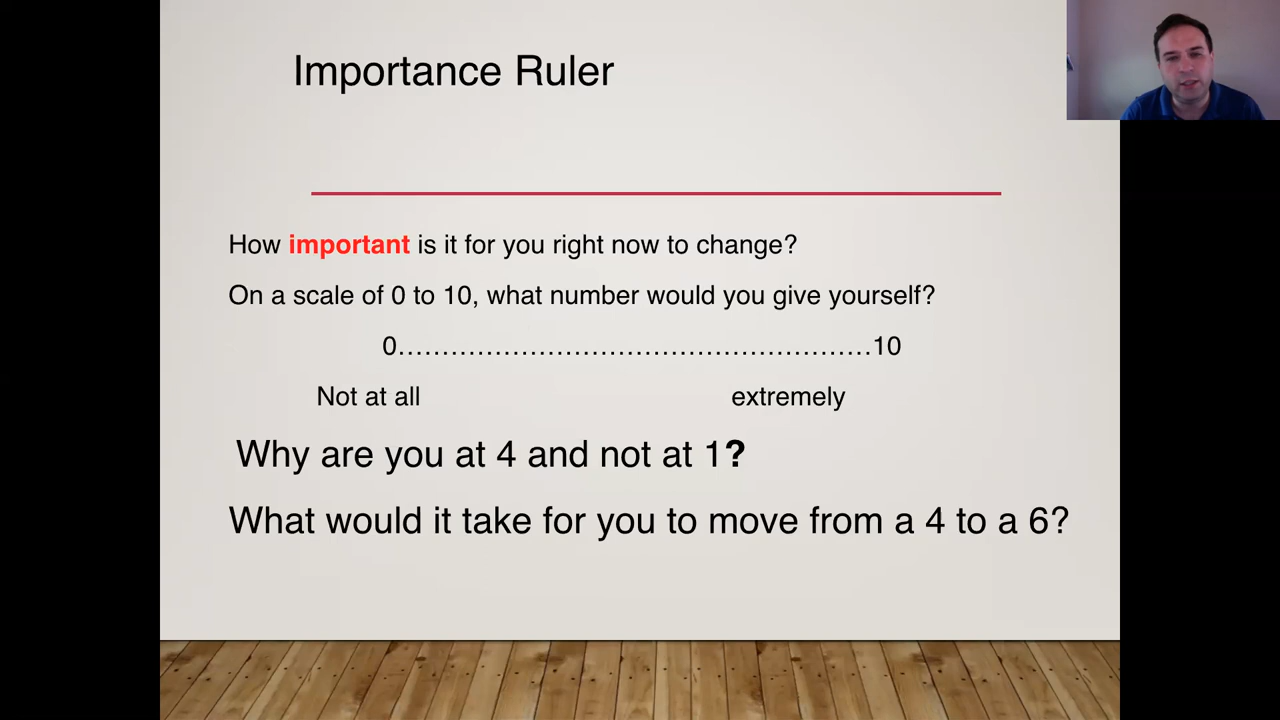 Importance Ruler
How important is it for you right now to change?
On a scale of 0 to 10, what number would you give yourself?
0……………………………………………….10
Not at all extremely
Why are you at 4 and not at 1?
What would it take for you to move from a 4 to a 6?